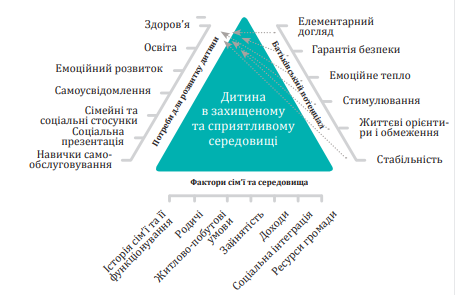 Здоров'я
Освіта
Емоційний розвиток
Самоусвідомлення
Сімейні та
соціальні стосунки
Соціальна
презентація
Навички само-
обслуговування
Потреби для розвитку дитини
Дитина
в захищеному
та сприятливому
середовищі
Батьківський потенціал
Елементарний
догляд
Гарантія безпеки
Емоційне тепло
Стимулювання
Життєві орієнти-
ри і обмеження
Стабільність
Фактори сім'ї та середовища
Історія сім'ї та її
функціонування
Родичі
Житлово-побутові
умови
Зайнятість
Доходи
Соціальна інтеграція
Ресурси громади